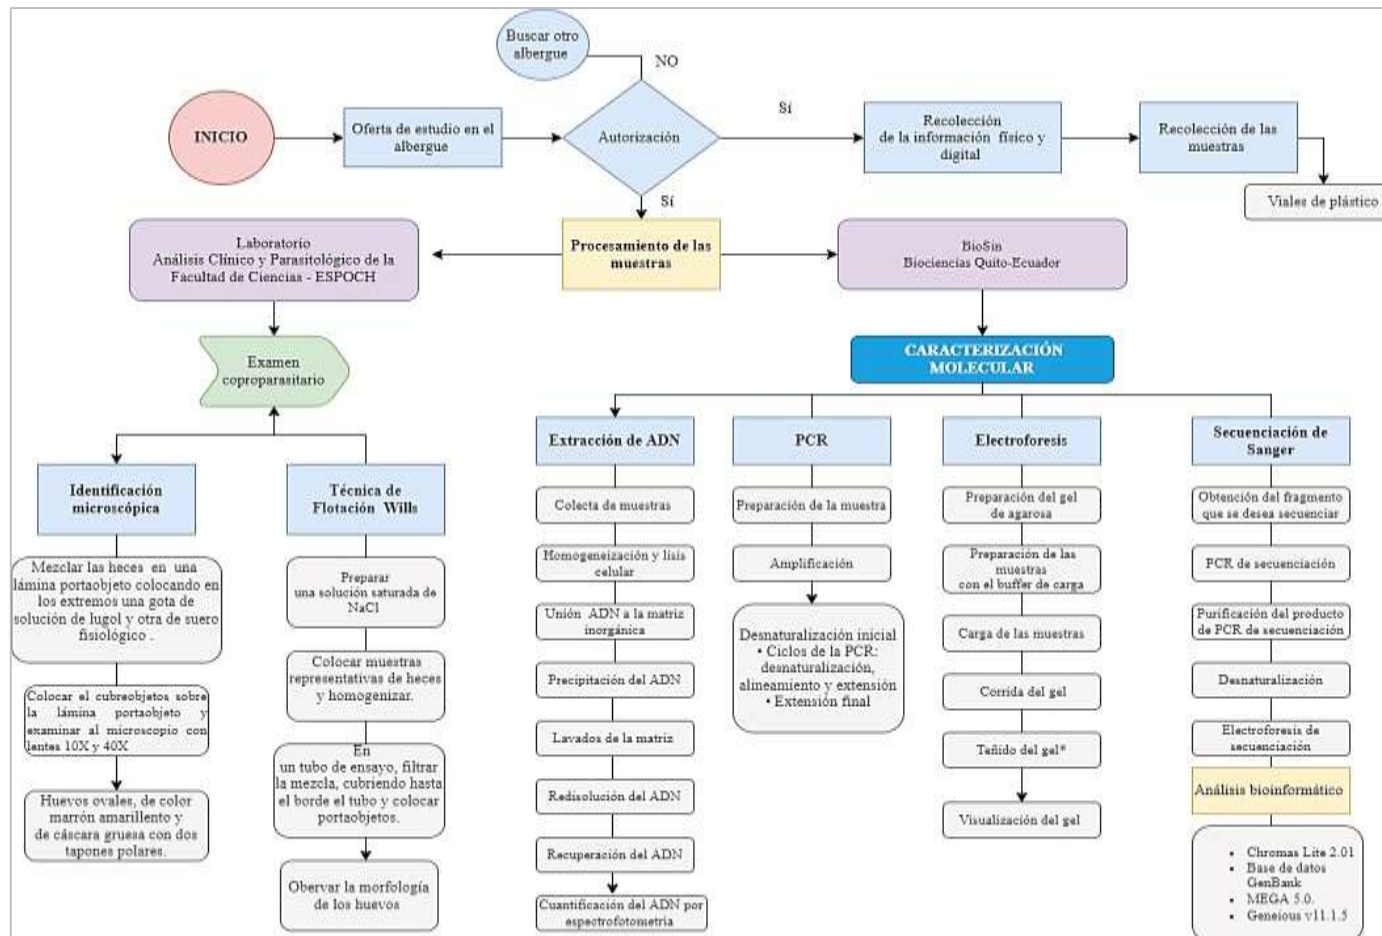 Buscar otro
albergue
NO
INICIO
Oferta de estudio en el
albergue
Autorización
Sí
Recolección
de la información físico y
digital
Recolección de las
muestras
Viales de plástico
Sí
Laboratorio
Análisis Clínico y Parasitológico de la
Facultad de Ciencias - ESPOCH
Procesamiento de las
muestras
BioSin
Biociencias Quito-Ecuador
Examen
coproparasitario
CARACTERIZACIÓN
MOLECULAR
Identificación
microscópica
Mezclar las heces en una
lámina portaobjeto colocando en
los extremos una gota de
solución de lugol y otra de suero
fisiológico .
Colocar el cubreobjetos sobre
la lámina portaobjeto y
examinar al microscopio con
lentes 10X y 40X
Huevos ovales, de color
marrón amarillento y
de cáscara gruesa con dos
tapones polares.
Técnica de
Flotación Wills
Preparar
una solución saturada de
NaCl
Colocar muestras
representativas de heces
y homogenizar.
En
un tubo de ensayo, filtrar
la mezcla, cubriendo hasta
el borde el tubo y colocar
portaobjetos.
Obervar la morfología
de los huevos
Extracción de ADN
Colecta de muestras
Homogeneización y lisis
celular
Unión ADN a la matriz
inorgánica
Precipitación del ADN
Lavados de la matriz
Redisolución del ADN
Recuperación del ADN
Cuantificación del ADN por
espectrofotometría
PCR
Preparación de la muestra
Amplificación
Desnaturalización inicial
• Ciclos de la PCR:
desnaturalización,
alineamiento y extensión
• Extensión final
Electroforesis
Preparación del gel
de agarosa
Preparación de las
muestras
con el buffer de carga
Carga de las muestras
Corrida del gel
Teñido del gel*
Visualización del gel
Secuenciación de
Sanger
Obtención del fragmento
que se desea secuenciar
PCR de secuenciación
Purificación del producto
de PCR de secuenciación
Desnaturalización
Electroforesis de
secuenciación
Análisis bioinformático
• Chromas Lite 2.01
• Base de datos
GenBank
• MEGA 5.0.
• Geneious v11.1.5